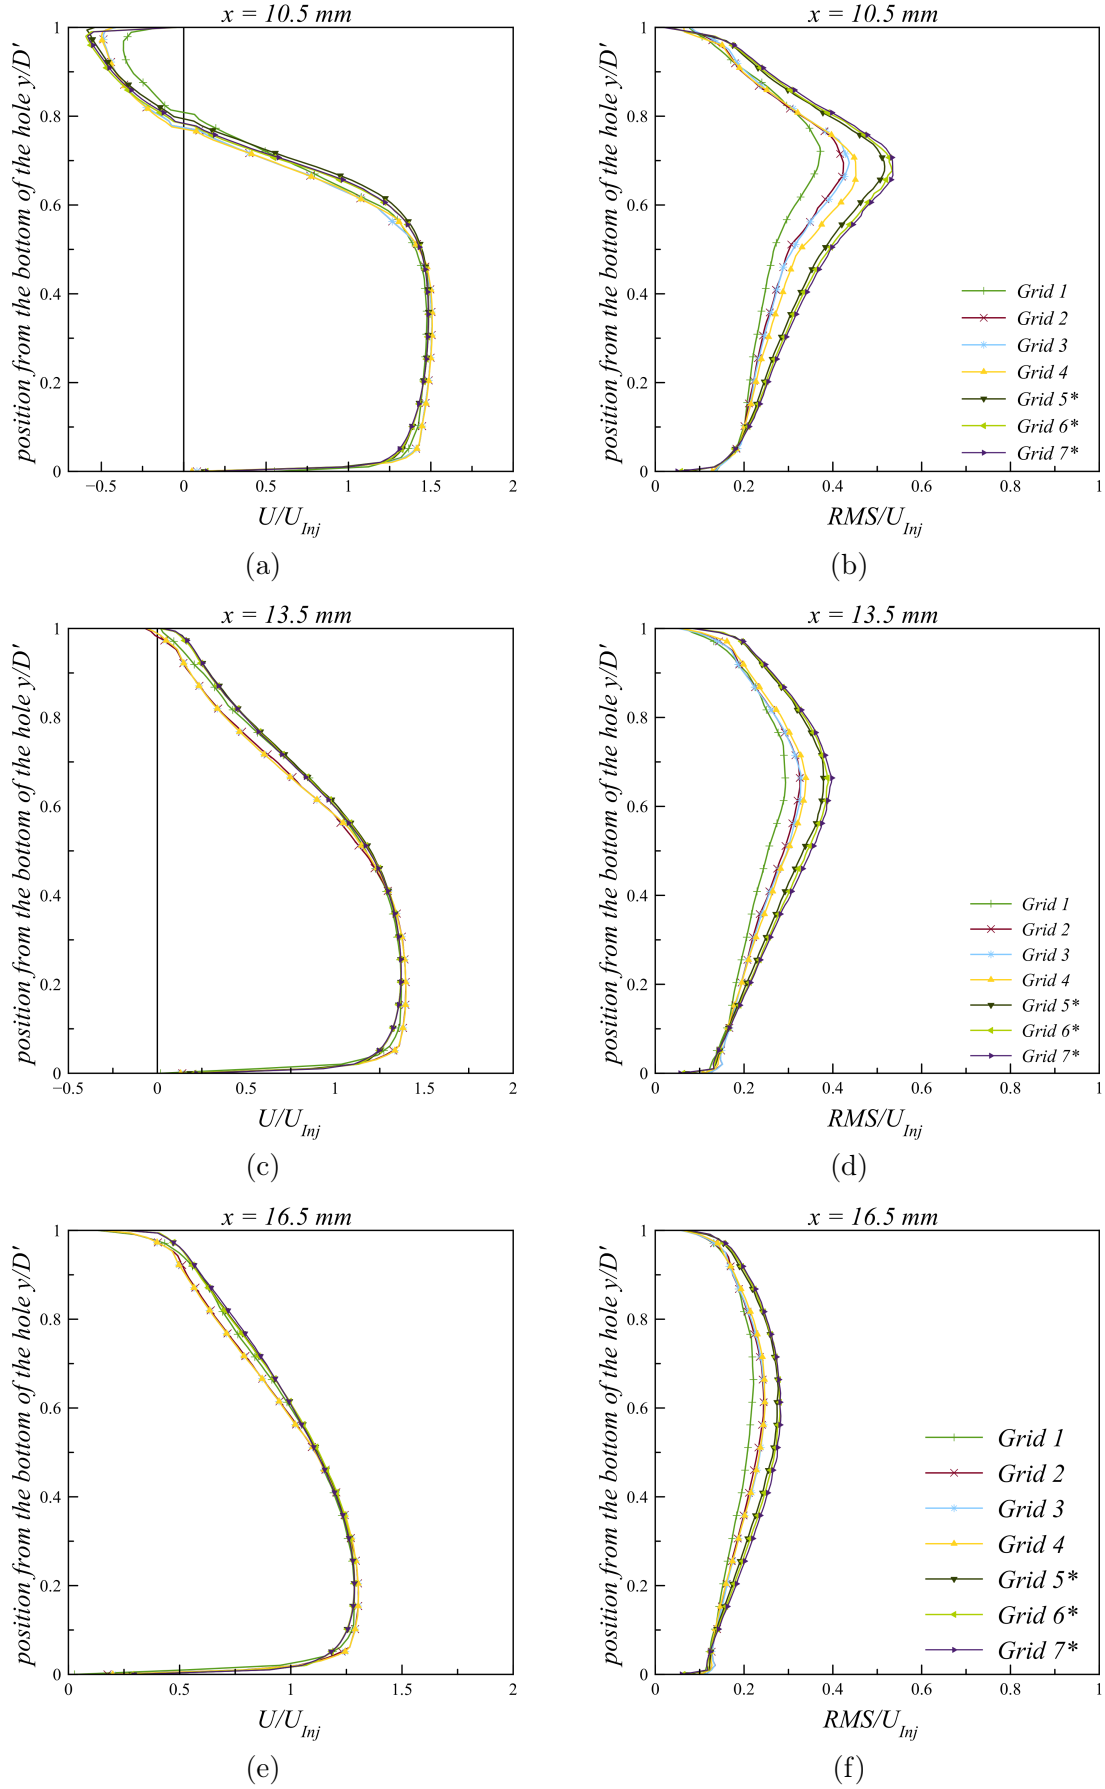 x = 10.5 mm
position from the bottom of the hole y/D'
1
0.8
0.6
0.4
0.2
0
−0.5 0 0.5 1 1.5 2
U/U_Inj
(a)
x = 10.5 mm
position from the bottom of the hole y/D'
1
0.8
0.6
0.4
0.2
0
Grid 1
Grid 2
Grid 3
Grid 4
Grid 5*
Grid 6*
Grid 7*
0 0.2 0.4 0.6 0.8 1
RMS/U_Inj
(b)
x = 13.5 mm
position from the bottom of the hole y/D'
1
0.8
0.6
0.4
0.2
0
−0.5 0 0.5 1 1.5 2
U/U_Inj
(c)
x = 13.5 mm
position from the bottom of the hole y/D'
1
0.8
0.6
0.4
0.2
0
Grid 1
Grid 2
Grid 3
Grid 4
Grid 5*
Grid 6*
Grid 7*
0 0.2 0.4 0.6 0.8 1
RMS/U_Inj
(d)
x = 16.5 mm
position from the bottom of the hole y/D'
1
0.8
0.6
0.4
0.2
0
0 0.5 1 1.5 2
U/U_Inj
(e)
x = 16.5 mm
position from the bottom of the hole y/D'
1
0.8
0.6
0.4
0.2
0
Grid 1
Grid 2
Grid 3
Grid 4
Grid 5*
Grid 6*
Grid 7*
0 0.2 0.4 0.6 0.8 1
RMS/U_Inj
(f)